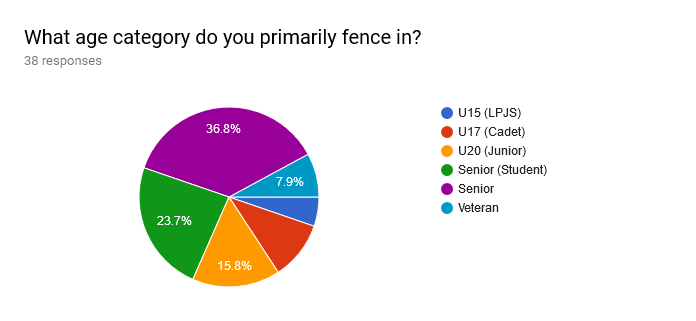 What age category do you primarily fence in?
38 responses
36.8%
7.9%
23.7%
15.8%
U15 (LPJS)
U17 (Cadet)
U20 (Junior)
Senior (Student)
Senior
Veteran